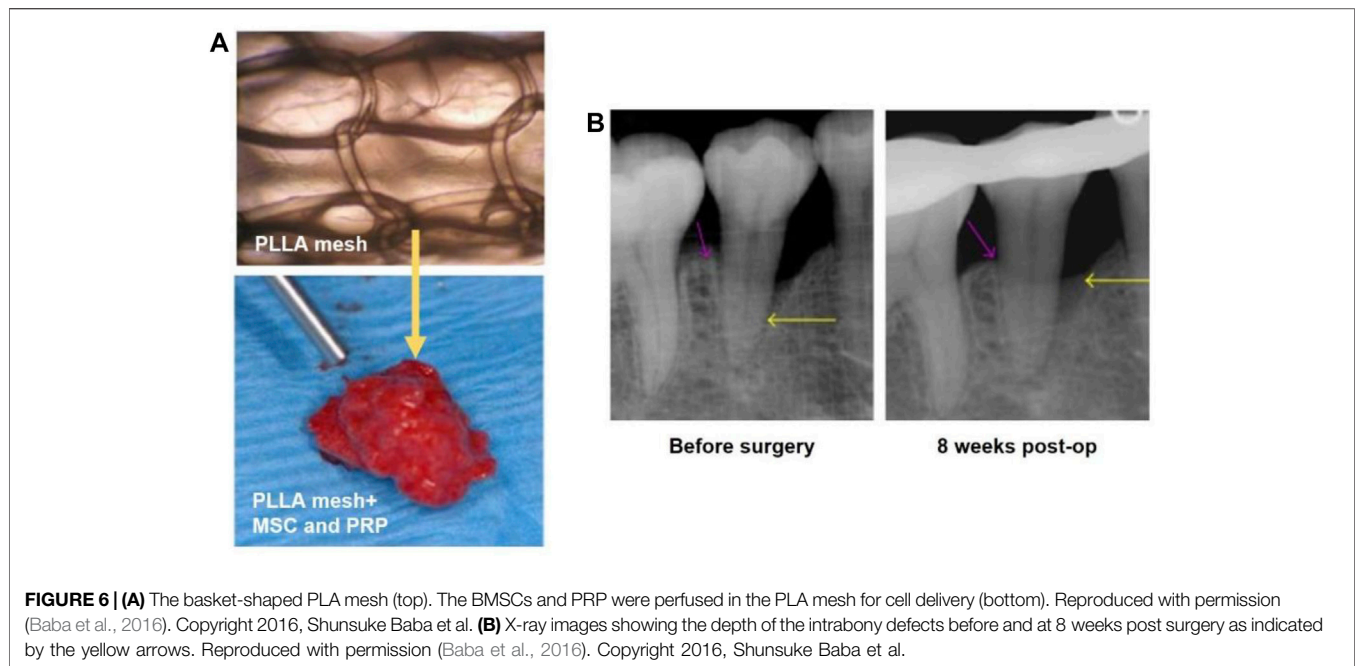 A
PLLA mesh
PLLA mesh+
MSC and PRP
B
Before surgery
8 weeks post-op
FIGURE 6 | (A) The basket-shaped PLA mesh (top). The BMSCs and PRP were perfused in the PLA mesh for cell delivery (bottom). Reproduced with permission
(Baba et al., 2016). Copyright 2016, Shunsuke Baba et al. (B) X-ray images showing the depth of the intrabony defects before and at 8 weeks post surgery as indicated
by the yellow arrows. Reproduced with permission (Baba et al., 2016). Copyright 2016, Shunsuke Baba et al.